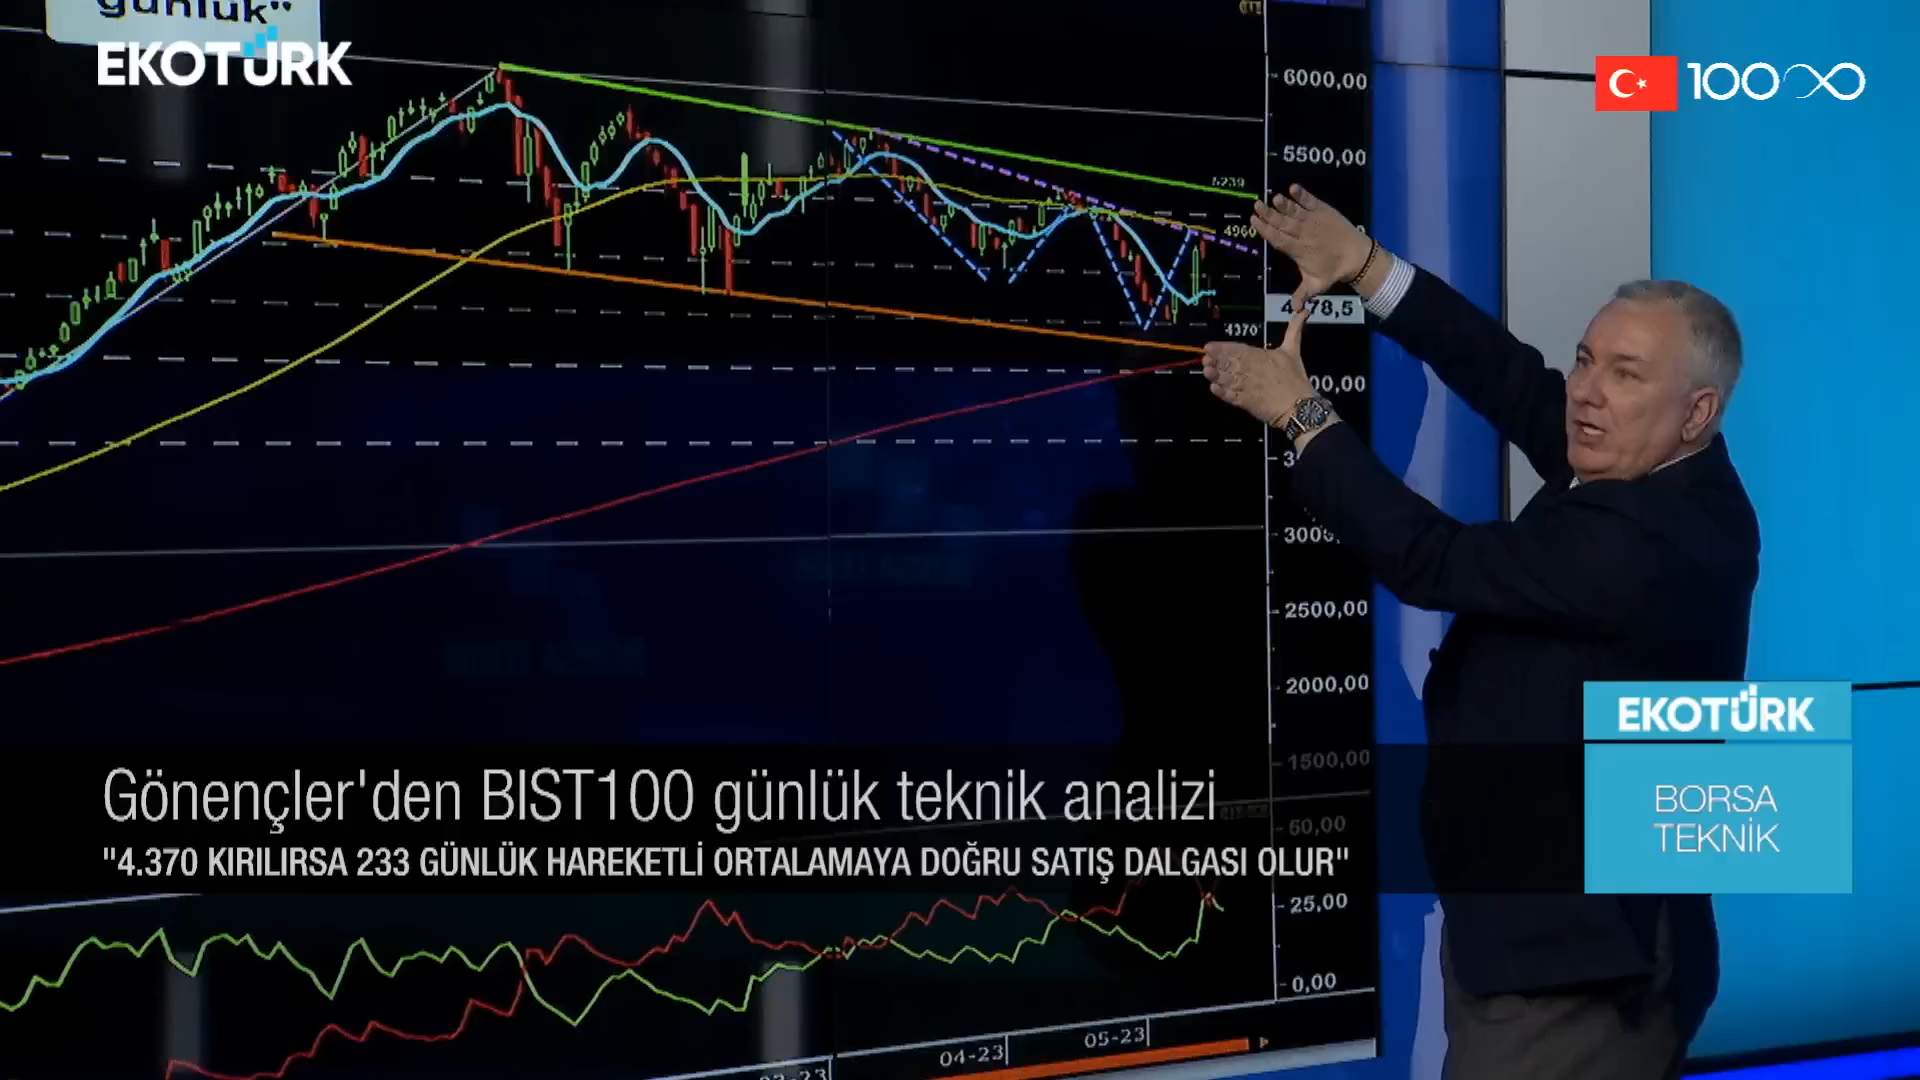 günlük"
EKOTÜRK
100
6000,00
5500,00
5239
4960
4370
2500,00
2000,00
1500,00
50,00
25,00
0,00
04-23
05-23
EKOTÜRK
BORSA
TEKNİK
Gönençler'den BIST100 günlük teknik analizi
"4.370 KIRILIRSA 233 GÜNLÜK HAREKETLİ ORTALAMAYA DOĞRU SATIŞ DALGASI OLUR"